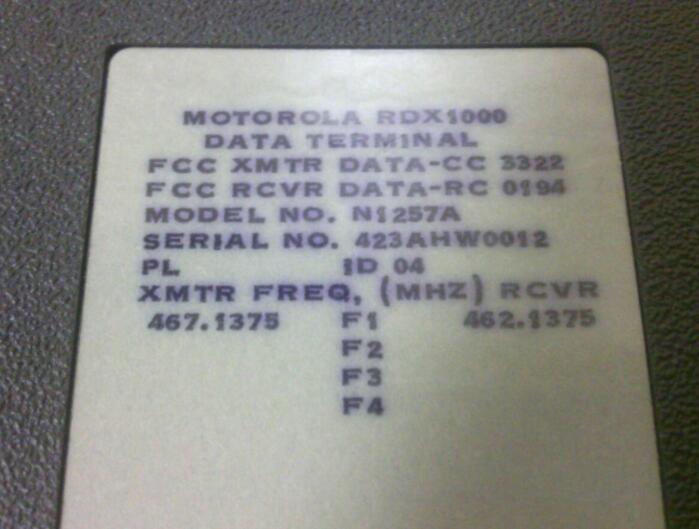 MOTOROLA RDX1000
DATA TERMINAL
FCC XMTR DATA-CC 3322
FCC RCVR DATA-RC 0194
MODEL NO. N1257A
SERIAL NO. 423AHW0012
PL ID 04
XMTR FREQ, (MHZ) RCVR
467.1375 F1 462.1375
F2
F3
F4